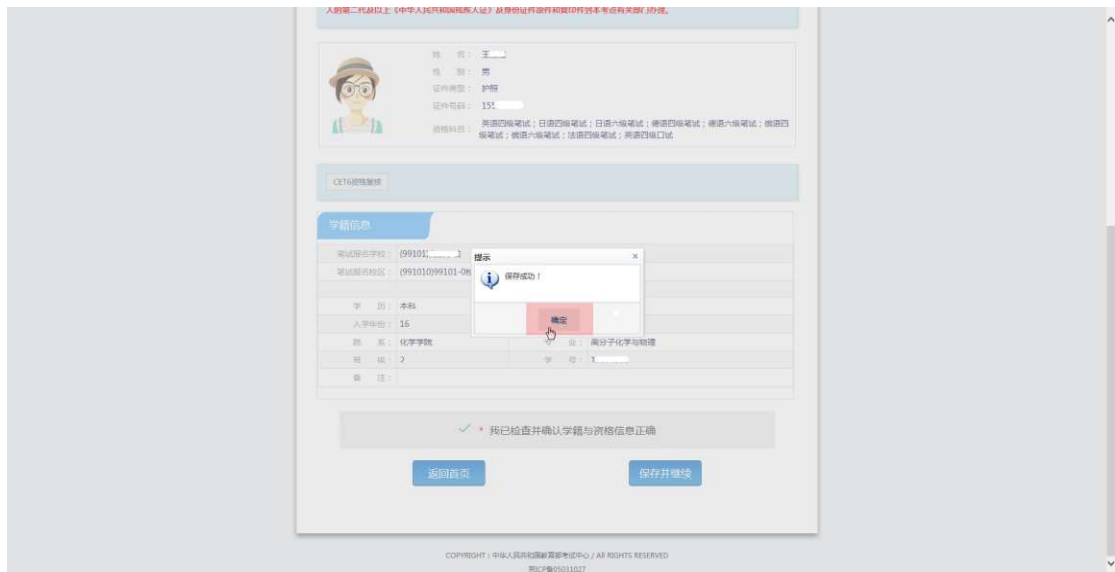 人的第二代及以上《中华人民共和国残疾人证》及身份证件原件和复印件到本考点有关部门办理。
姓 名： 王
性 别： 男
证件类型： 护照
证件号码： 155
资格科目： 英语四级笔试；日语四级笔试；日语六级笔试；德语四级笔试；德语六级笔试；俄语四
级笔试；俄语六级笔试；法语四级笔试；英语四级口试
CET6资格复核
学籍信息
笔试报名学校： (99101)
笔试报名校区： (991010)99101-0
提示 ×
保存成功！
确定
学 历： 本科
入学年份： 16
院 系： 化学学院 专 业： 高分子化学与物理
班 级： 2 学 号： 1
备 注：
* 我已检查并确认学籍与资格信息正确
返回首页 保存并继续
COPYRIGHT：中华人民共和国教育部考试中心 / All RIGHTS RESERVED
京ICP备05031027